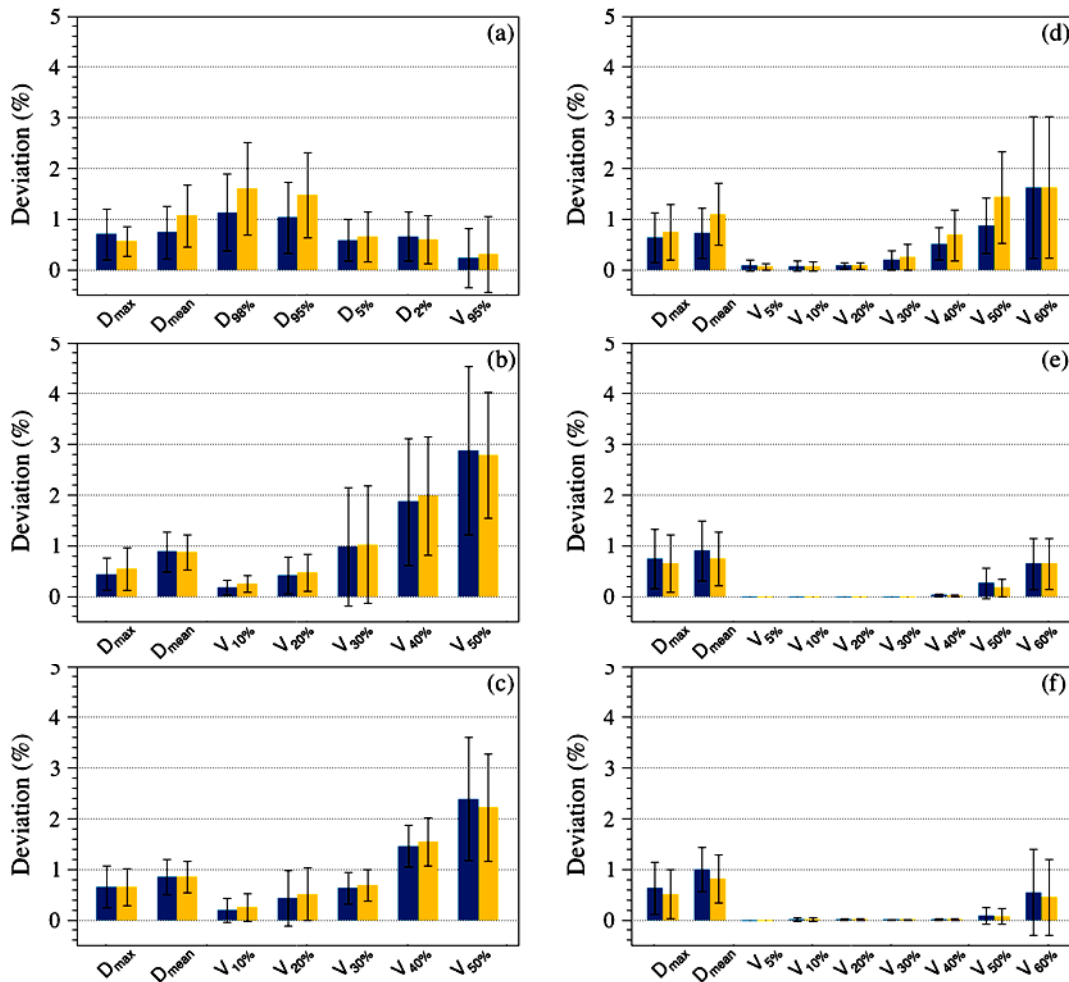 (a)
Deviation (%)
5
4
3
2
1
0
Dmax Dmean D98% D95% D5% D2% V95%
(d)
Deviation (%)
5
4
3
2
1
0
Dmax Dmean V5% V10% V20% V30% V40% V50% V60%
(b)
Deviation (%)
5
4
3
2
1
0
Dmax Dmean V10% V20% V30% V40% V50%
(e)
Deviation (%)
5
4
3
2
1
0
Dmax Dmean V5% V10% V20% V30% V40% V50% V60%
(c)
Deviation (%)
5
4
3
2
1
0
Dmax Dmean V10% V20% V30% V40% V50%
(f)
Deviation (%)
5
4
3
2
1
0
Dmax Dmean V5% V10% V20% V30% V40% V50% V60%